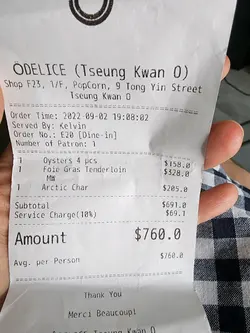 ODELICE (Tseung Kwan O)
Shop F23, 1/F, PopCorn, 9 Tong Yin Street
Tseung Kwan O
Order Time: 2022-09-02 19:08:02
Served By: Kelvin
Order No.: E20 [Dine-in]
Number of Patron: 1
1 Oysters 4 pcs $158.0
1 Foie Gras Tenderloin $328.0
MW
1 Arctic Char $205.0
Subtotal $691.0
Service Charge(10%) $69.1
Amount $760.0
Avg. per Person $760.0
Thank You
Merci Beaucoup!
Tseung Kwan O